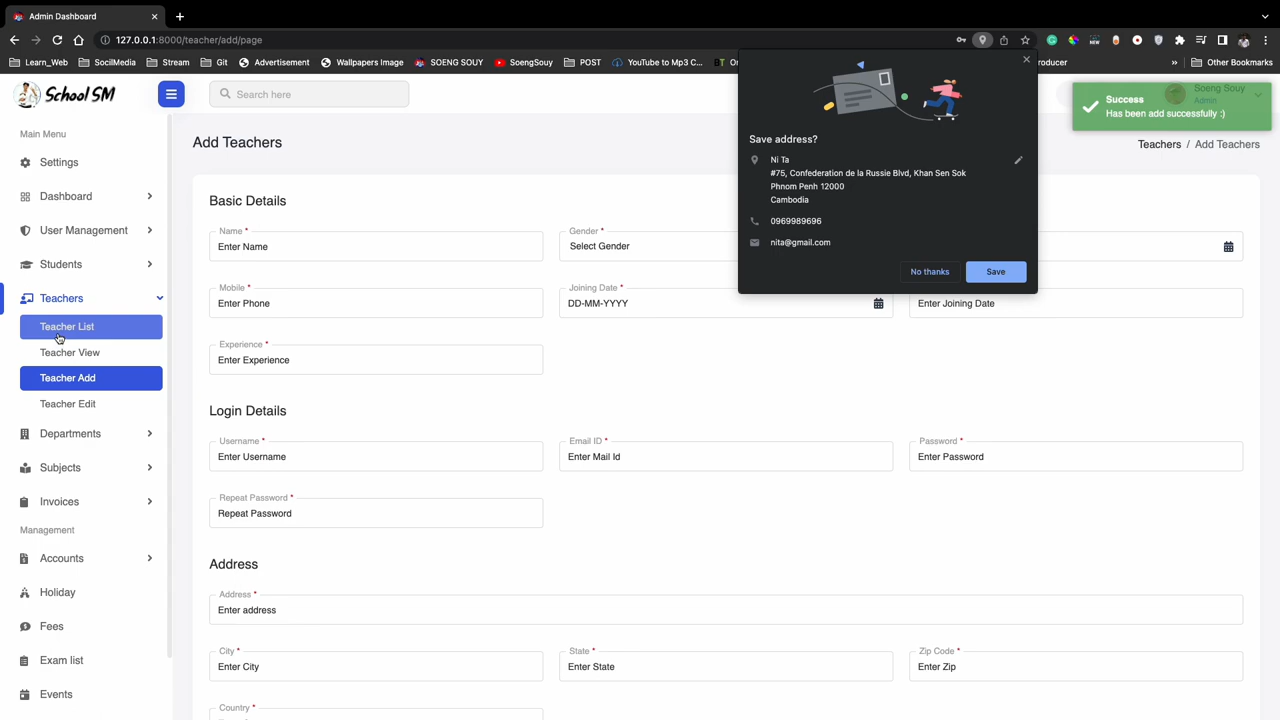 Admin Dashboard
127.0.0.1:8000/teacher/add/page
Learn_Web
SocilMedia
Stream
Git
Advertisement
Wallpapers Image
SOENG SOUY
SoengSouy
POST
YouTube to Mp3 C...
Or
roducer
»
Other Bookmarks
School SM
Search here
Save address?
Ni Ta
#75, Confederation de la Russie Blvd, Khan Sen Sok
Phnom Penh 12000
Cambodia
0969989696
nita@gmail.com
No thanks
Save
Success
Has been add successfully :)
Soeng Souy
Admin
Main Menu
Settings
Dashboard
User Management
Students
Teachers
Teacher List
Teacher View
Teacher Add
Teacher Edit
Departments
Subjects
Invoices
Management
Accounts
Holiday
Fees
Exam list
Events
Add Teachers
Teachers / Add Teachers
Basic Details
Name *
Enter Name
Gender *
Select Gender
Mobile *
Enter Phone
Joining Date *
DD-MM-YYYY
Enter Joining Date
Experience *
Enter Experience
Login Details
Username *
Enter Username
Email ID *
Enter Mail Id
Password *
Enter Password
Repeat Password *
Repeat Password
Address
Address *
Enter address
City *
Enter City
State *
Enter State
Zip Code *
Enter Zip
Country *